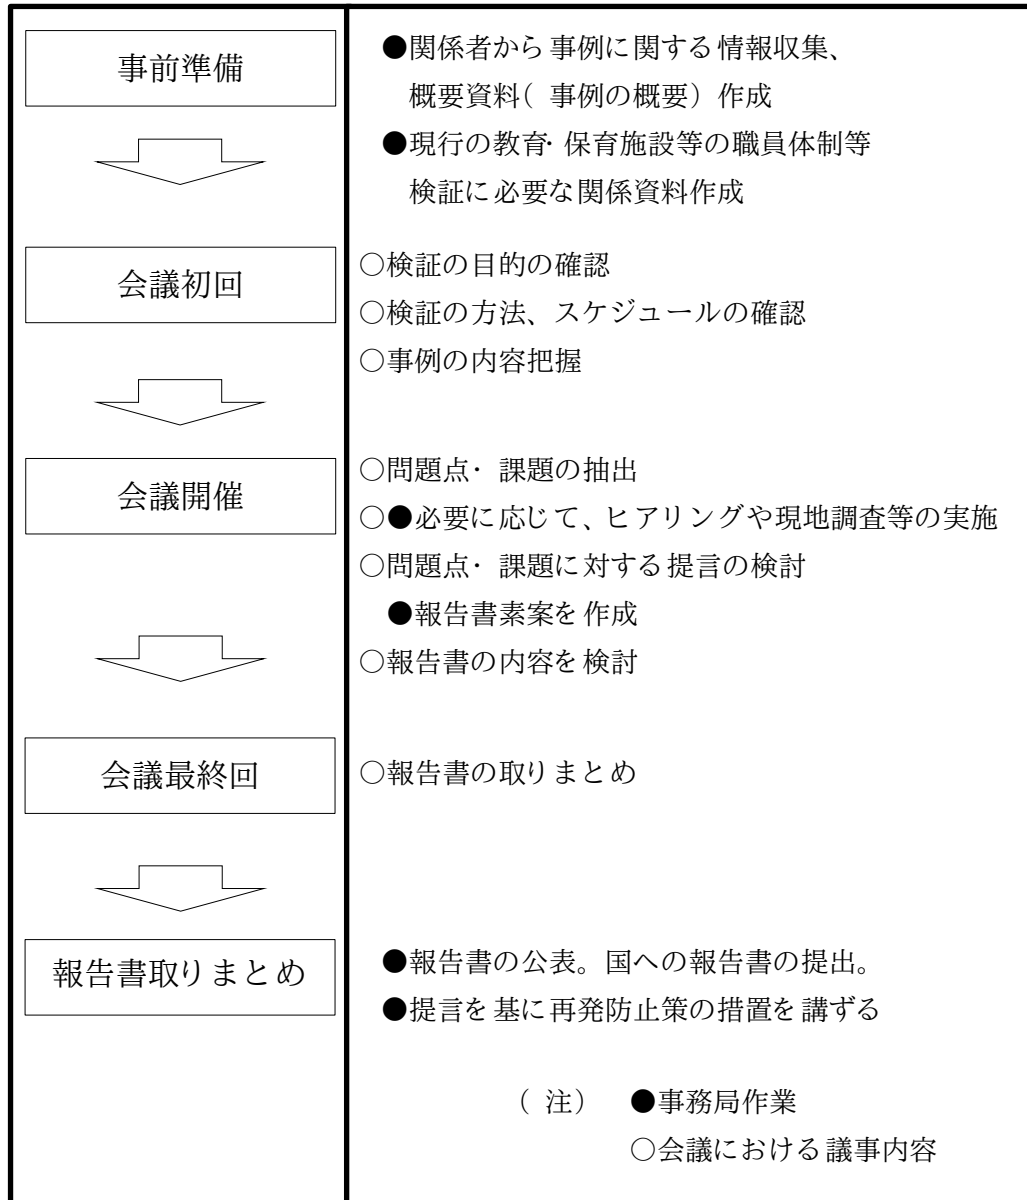 事前準備
●関係者から事例に関する情報収集、
概要資料（事例の概要）作成
●現行の教育・保育施設等の職員体制等
検証に必要な関係資料作成
会議初回
○検証の目的の確認
○検証の方法、スケジュールの確認
○事例の内容把握
会議開催
○問題点・課題の抽出
○●必要に応じて、ヒアリングや現地調査等の実施
○問題点・課題に対する提言の検討
●報告書素案を作成
○報告書の内容を検討
会議最終回
○報告書の取りまとめ
報告書取りまとめ
●報告書の公表。国への報告書の提出。
●提言を基に再発防止策の措置を講ずる
（注） ●事務局作業
○会議における議事内容